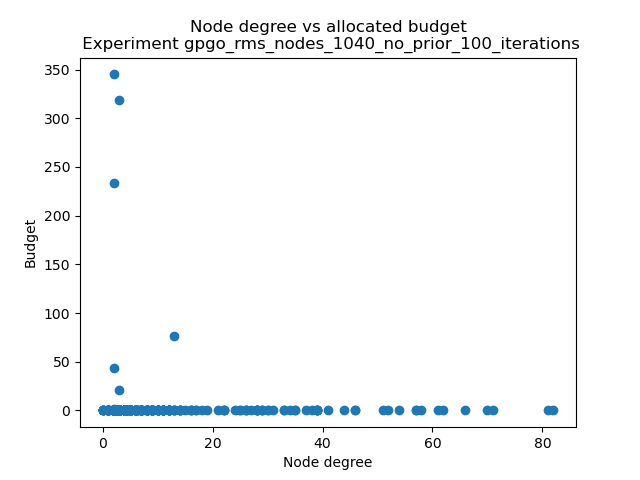 Node degree vs allocated budget
Experiment gpgo_rms_nodes_1040_no_prior_100_iterations
350
300
250
200
150
100
50
0
Budget
0 20 40 60 80
Node degree